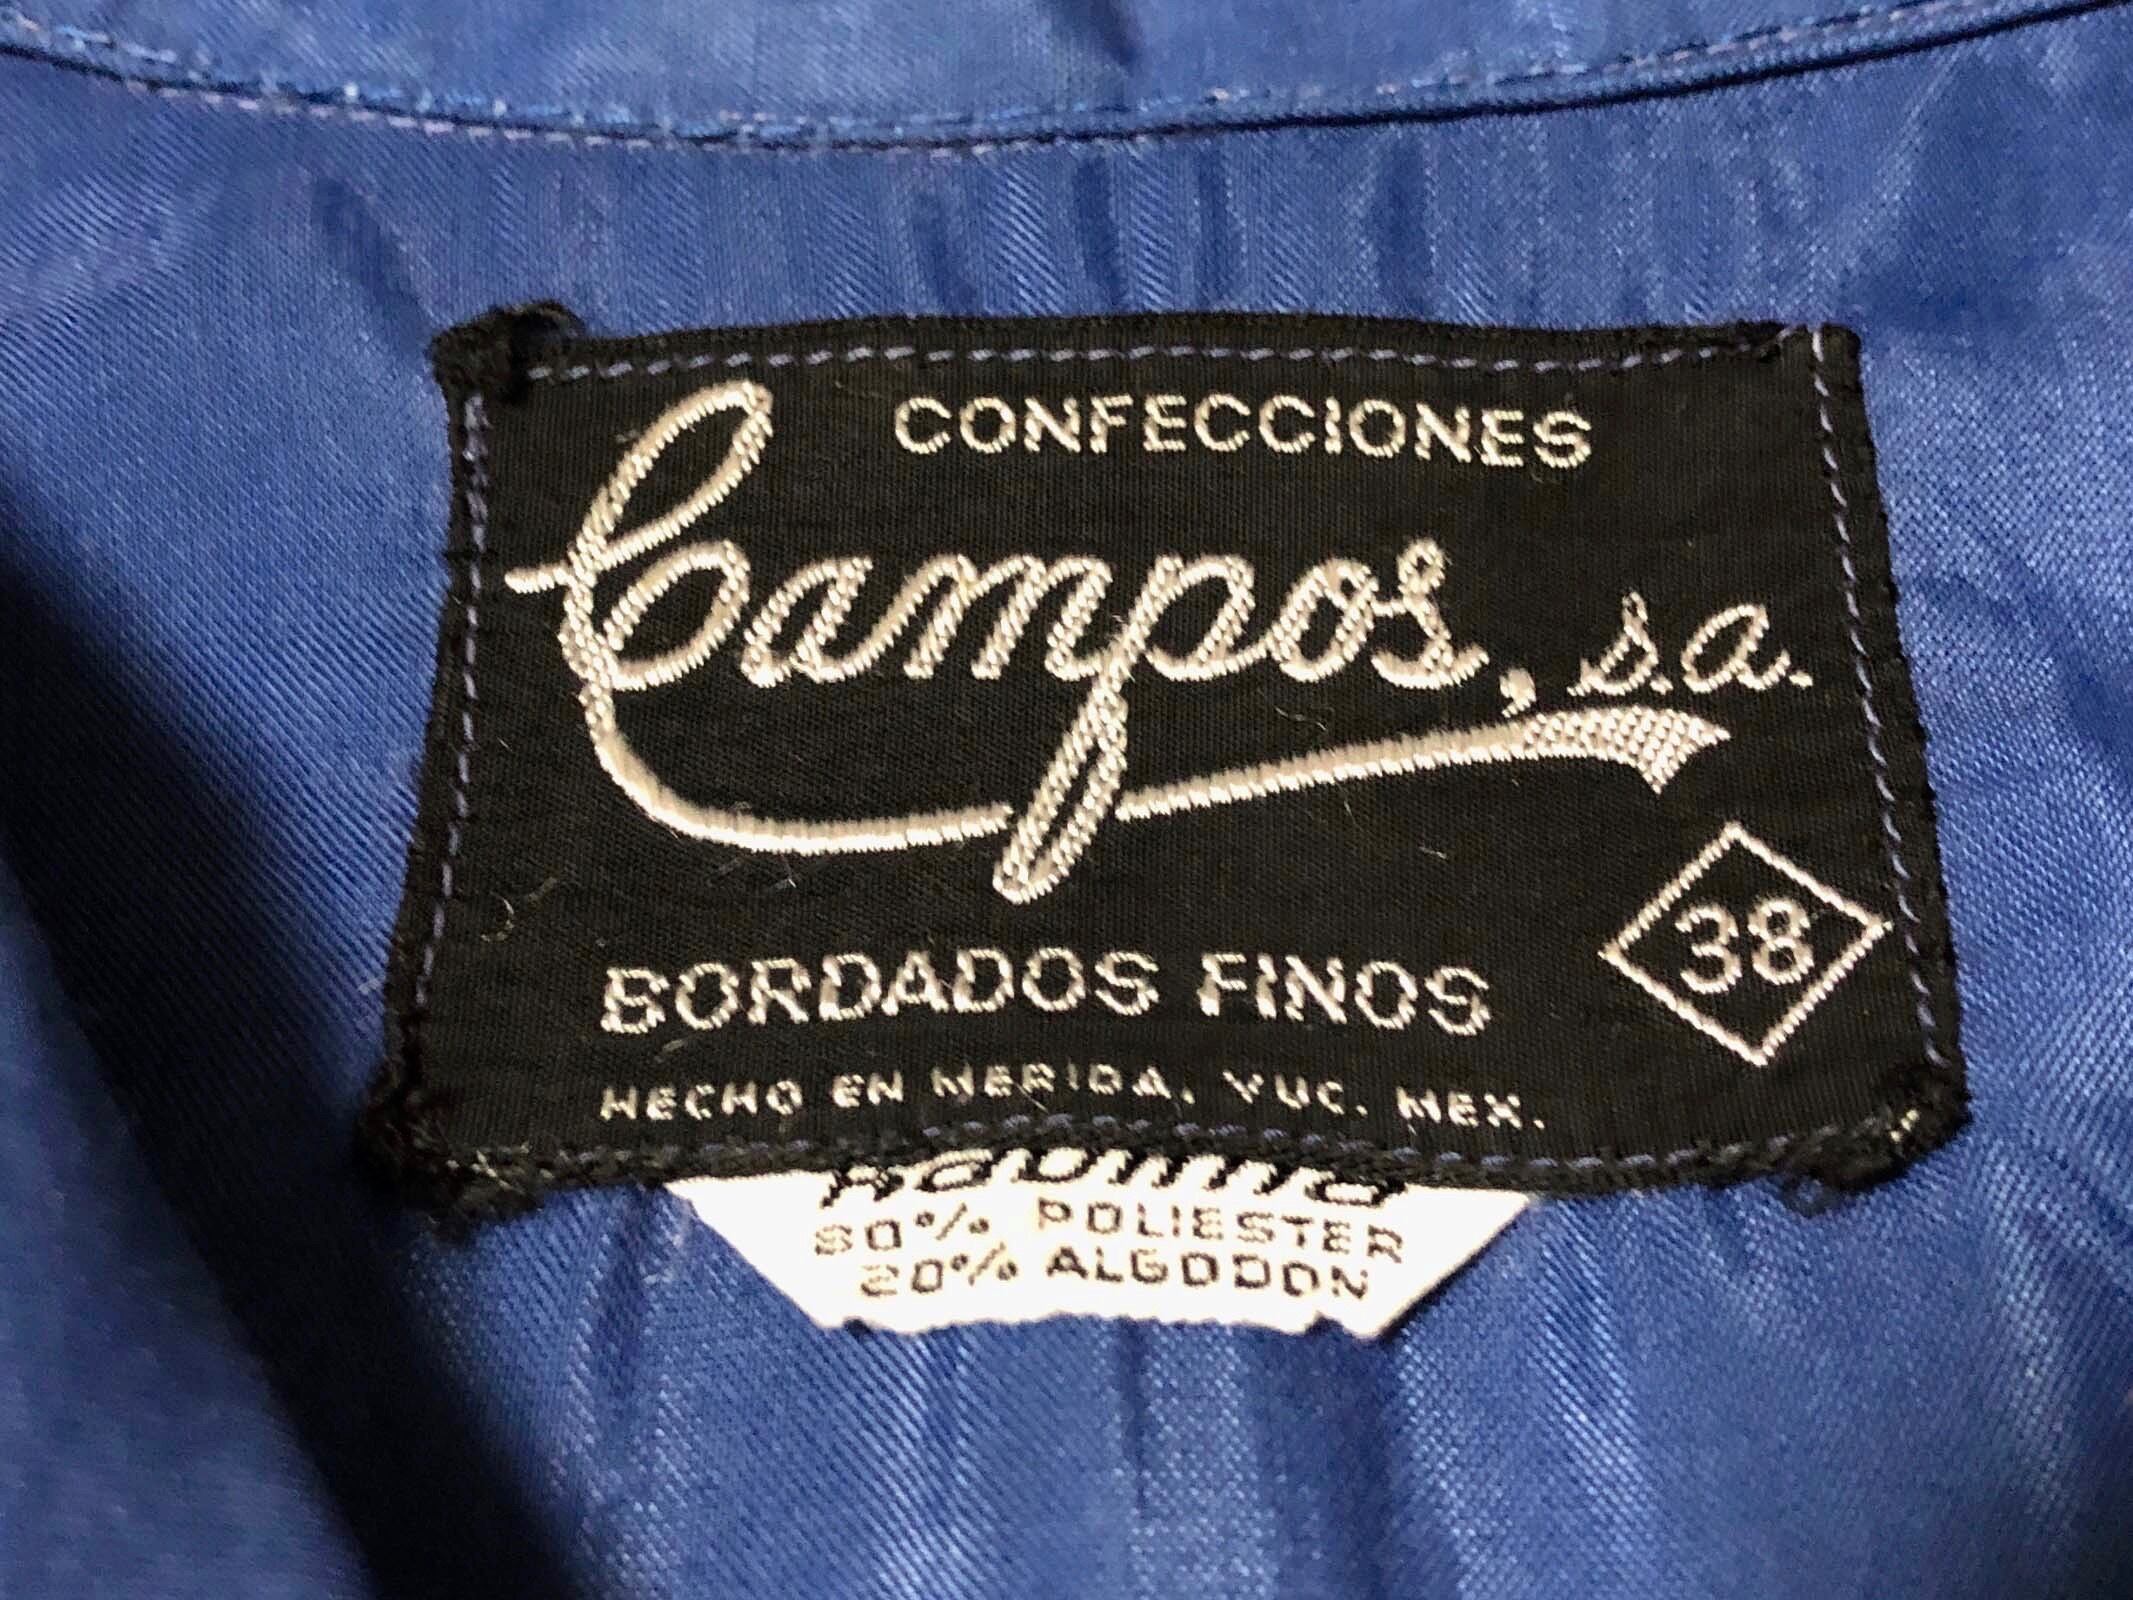 CONFECCIONES
Campos, s.a.
38
BORDADOS FINOS
HECHO EN MERIDA, YUC. MEX.
80% POLIESTER
20% ALGODON